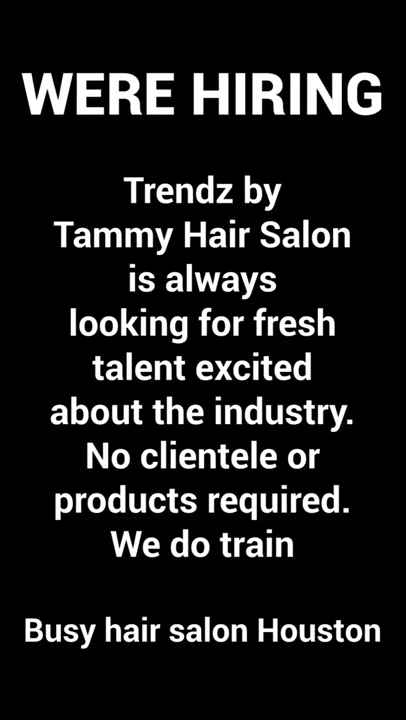 WERE HIRING
Trendz by
Tammy Hair Salon
is always
looking for fresh
talent excited
about the industry.
No clientele or
products required.
We do train
Busy hair salon Houston